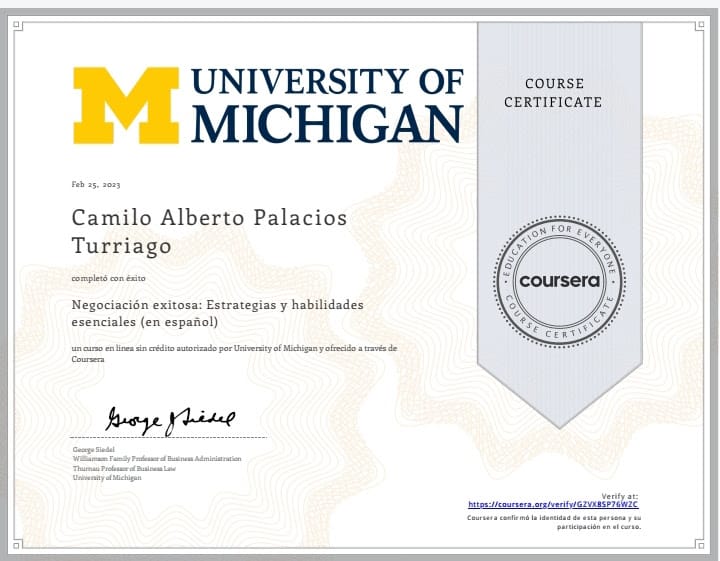 UNIVERSITY OF
MICHIGAN
COURSE
CERTIFICATE
Feb 25, 2023
Camilo Alberto Palacios
Turriago
completó con éxito
Negociación exitosa: Estrategias y habilidades
esenciales (en español)
un curso en línea sin crédito autorizado por University of Michigan y ofrecido a través de
Coursera
EDUCATION FOR EVERYONE
coursera
COURSE CERTIFICATE
George J Siedel
George Siedel
Williamson Family Professor of Business Administration
Thurnau Professor of Business Law
University of Michigan
Verify at:
https://coursera.org/verify/GZVX8SP76WZC
Coursera confirmó la identidad de esta persona y su
participación en el curso.